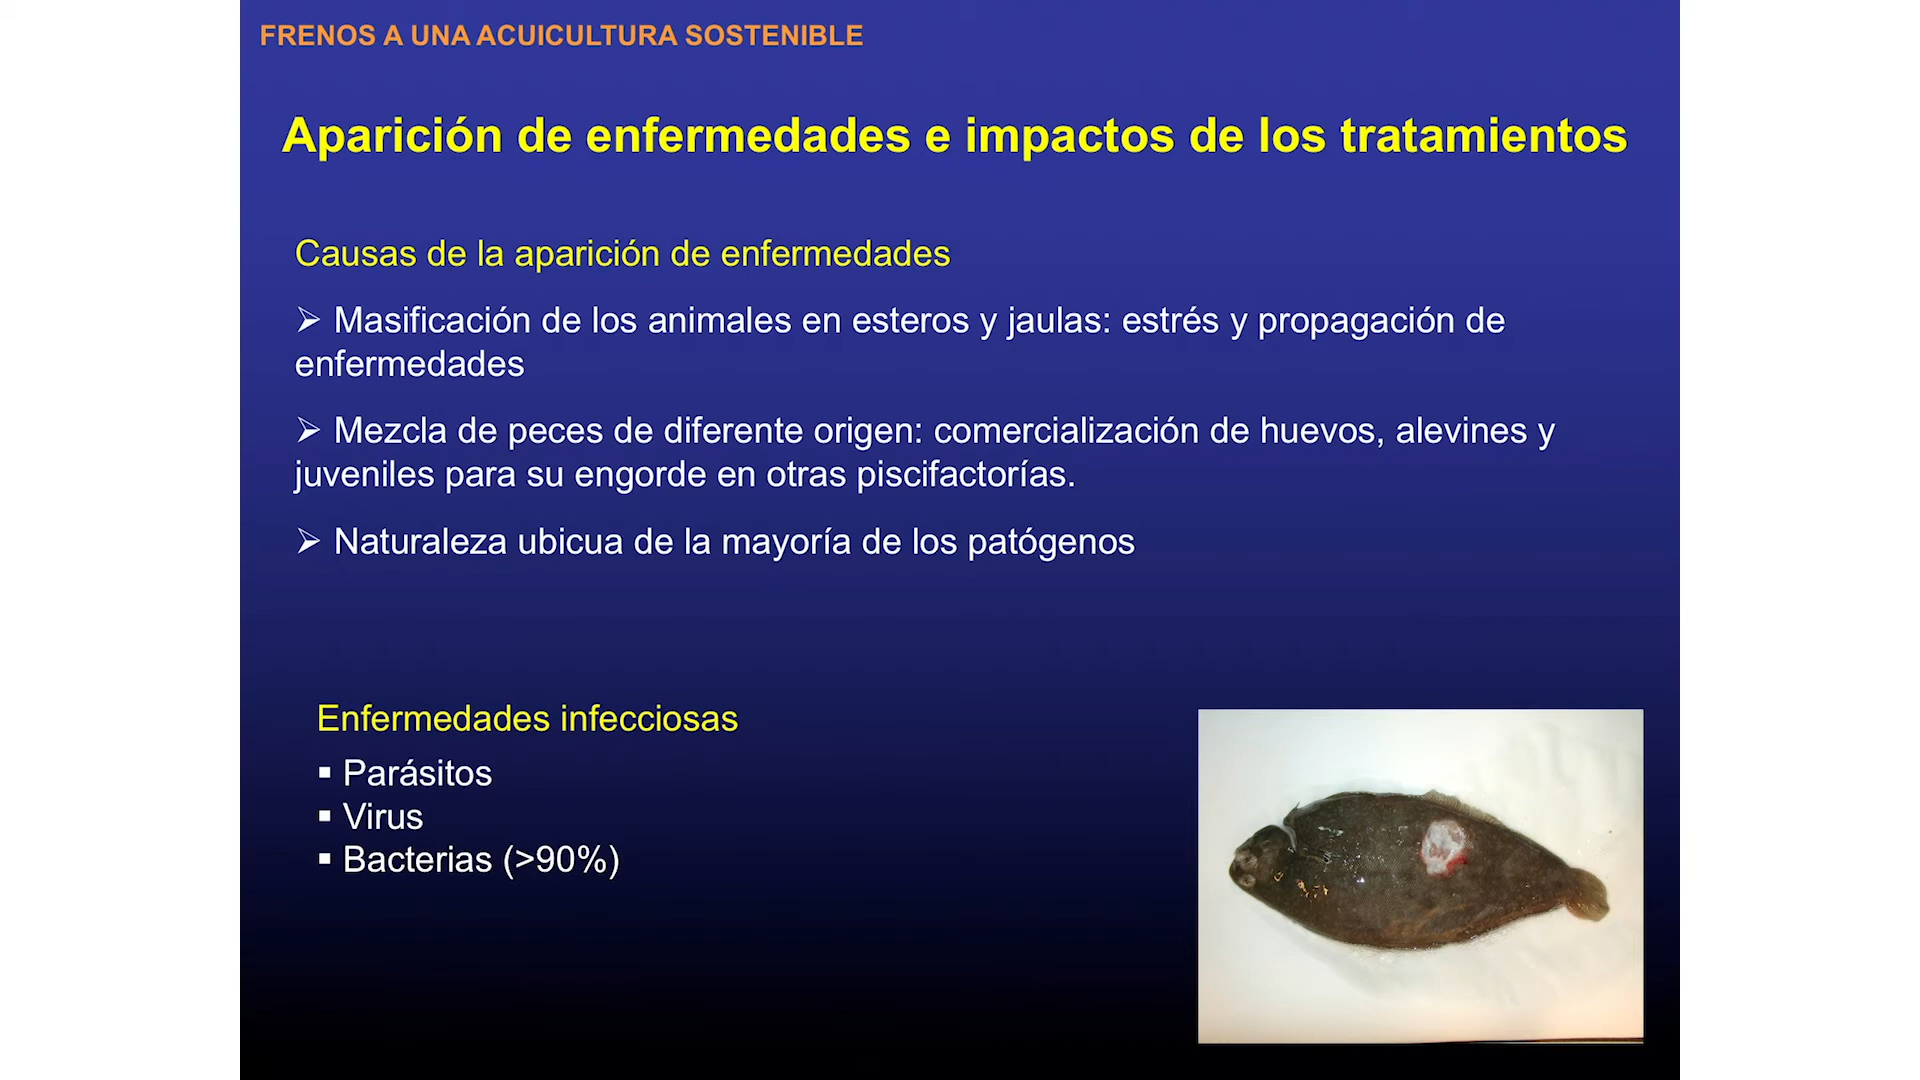 FRENOS A UNA ACUICULTURA SOSTENIBLE
Aparición de enfermedades e impactos de los tratamientos
Causas de la aparición de enfermedades
➢ Masificación de los animales en esteros y jaulas: estrés y propagación de
enfermedades
➢ Mezcla de peces de diferente origen: comercialización de huevos, alevines y
juveniles para su engorde en otras piscifactorías.
➢ Naturaleza ubicua de la mayoría de los patógenos
Enfermedades infecciosas
▪ Parásitos
▪ Virus
▪ Bacterias (>90%)